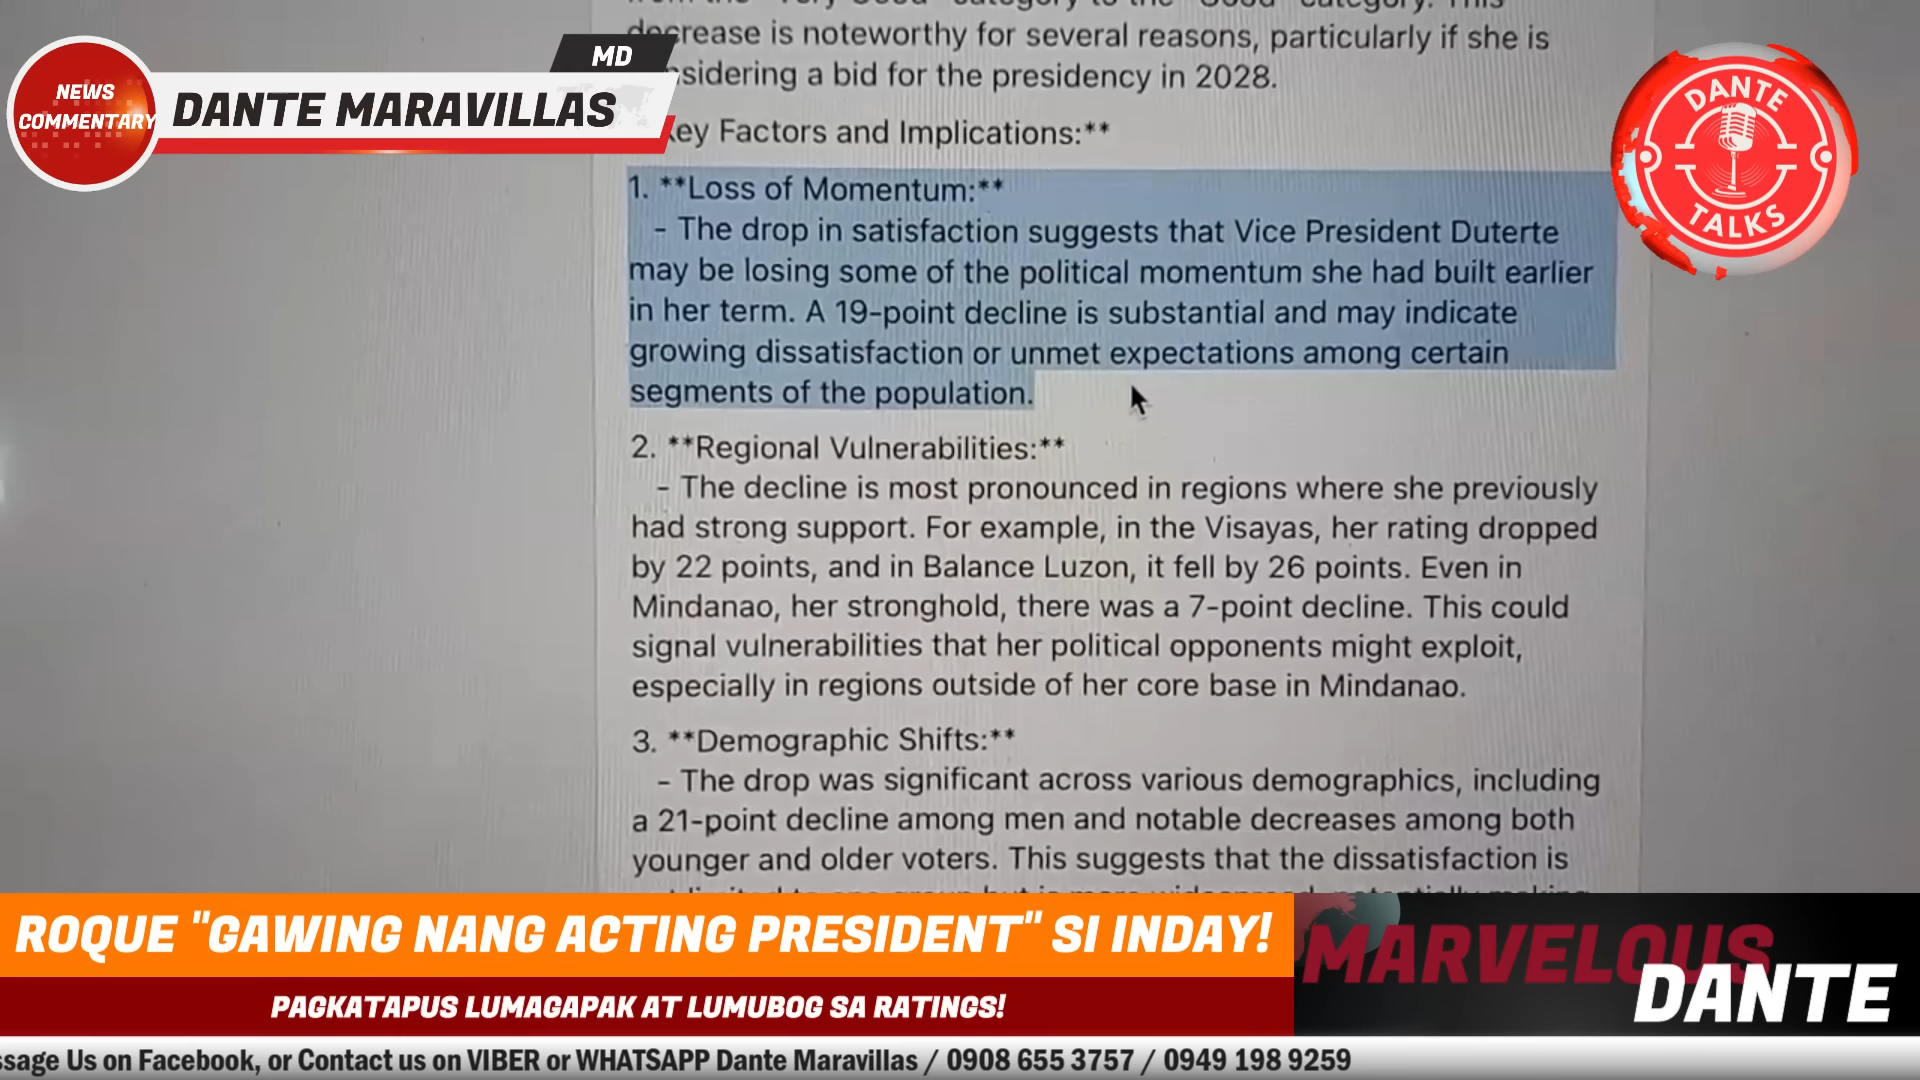 decrease is noteworthy for several reasons, particularly if she is
sidering a bid for the presidency in 2028.
ey Factors and Implications:**
1. **Loss of Momentum:**
- The drop in satisfaction suggests that Vice President Duterte
may be losing some of the political momentum she had built earlier
in her term. A 19-point decline is substantial and may indicate
growing dissatisfaction or unmet expectations among certain
segments of the population.
2. **Regional Vulnerabilities:**
- The decline is most pronounced in regions where she previously
had strong support. For example, in the Visayas, her rating dropped
by 22 points, and in Balance Luzon, it fell by 26 points. Even in
Mindanao, her stronghold, there was a 7-point decline. This could
signal vulnerabilities that her political opponents might exploit,
especially in regions outside of her core base in Mindanao.
3. **Demographic Shifts:**
- The drop was significant across various demographics, including
a 21-point decline among men and notable decreases among both
younger and older voters. This suggests that the dissatisfaction is
NEWS
COMMENTARY
MD
DANTE MARAVILLAS
DANTE
TALKS
ROQUE "GAWING NANG ACTING PRESIDENT" SI INDAY!
PAGKATAPUS LUMAGAPAK AT LUMUBOG SA RATINGS!
MARVELOUS
DANTE
ssage Us on Facebook, or Contact us on VIBER or WHATSAPP Dante Maravillas / 0908 655 3757 / 0949 198 9259